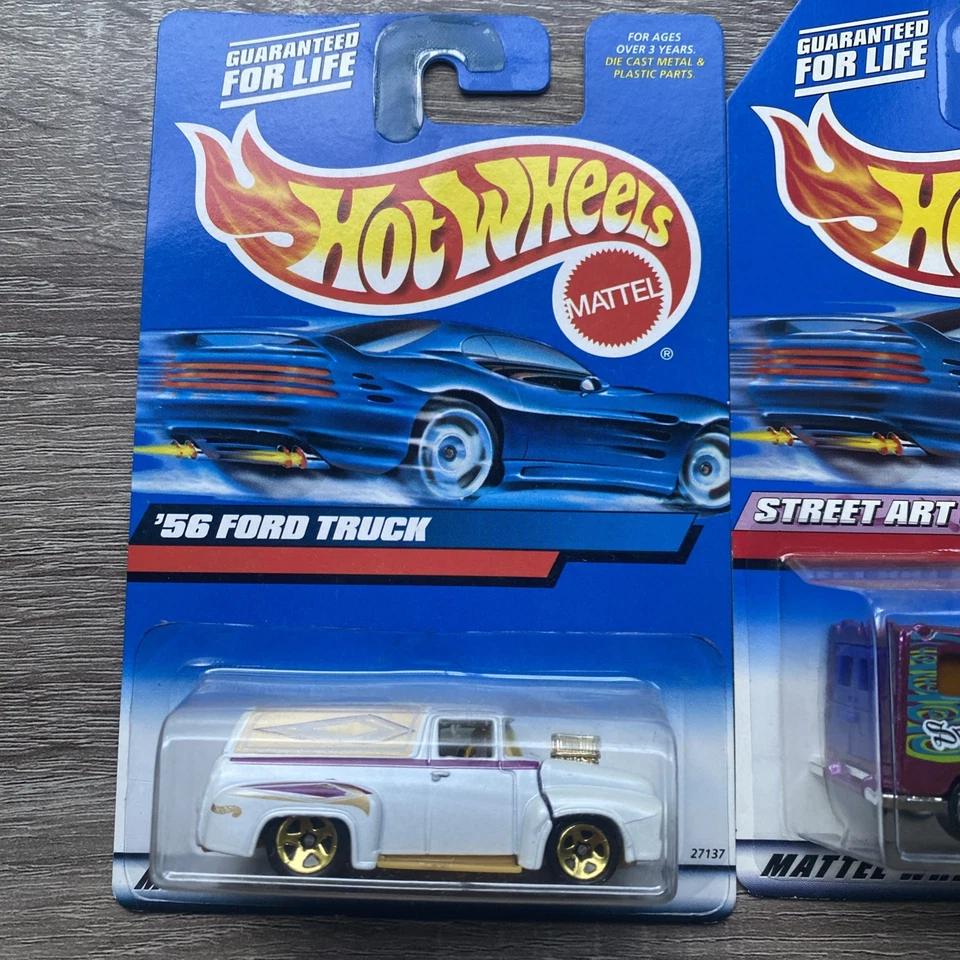 GUARANTEED
FOR LIFE
FOR AGES
OVER 3 YEARS.
DIE CAST METAL &
PLASTIC PARTS.
HOT WHEELS
MATTEL
®
'56 FORD TRUCK
27137
GUARANTEED
FOR LIFE
STREET ART
MATTEL